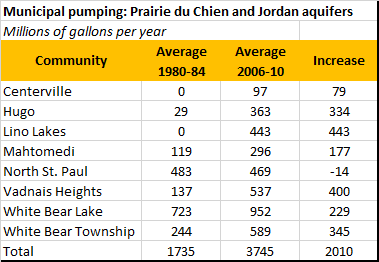 Municipal pumping: Prairie du Chien and Jordan aquifers
Millions of gallons per year
Community Average 1980-84 Average 2006-10 Increase
Centerville 0 97 79
Hugo 29 363 334
Lino Lakes 0 443 443
Mahtomedi 119 296 177
North St. Paul 483 469 -14
Vadnais Heights 137 537 400
White Bear Lake 723 952 229
White Bear Township 244 589 345
Total 1735 3745 2010